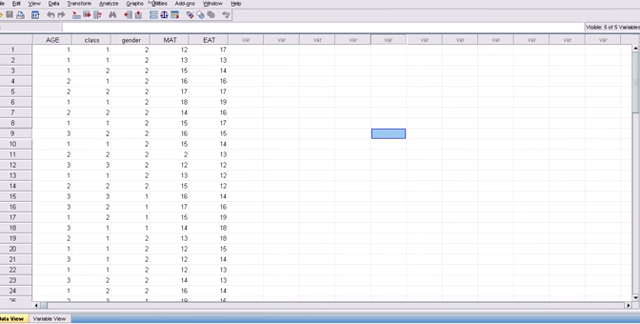 Edit View Data Transform Analyze Graphs Utilities Add-ons Window Help
Visible: 5 of 5 Variables
AGE class gender MAT EAT var var var var var var var var var var var
1 1 1 2 12 17
2 1 1 2 13 13
3 1 2 2 15 14
4 2 1 2 16 16
5 2 2 2 17 17
6 1 1 2 18 19
7 2 2 2 14 16
8 1 1 2 15 17
9 3 2 2 16 15
10 1 1 2 15 14
11 2 2 2 2 13
12 3 3 2 12 12
13 1 1 2 13 12
14 2 2 2 15 12
15 3 3 1 16 14
16 3 2 1 17 16
17 1 2 1 15 19
18 3 1 1 14 18
19 2 1 2 13 18
20 1 1 2 12 15
21 3 1 2 12 14
22 1 1 2 12 13
23 3 2 2 14 13
24 1 2 2 16 14
Data View Variable View